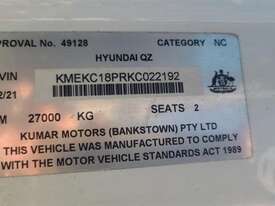 PROVAL No. 49128 CATEGORY NC
HYUNDAI QZ
VIN KMEKC18PRKC022192
2/21
M 27000 KG SEATS 2
KUMAR MOTORS (BANKSTOWN) PTY LTD
THIS VEHICLE WAS MANUFACTURED TO COMPLY
WITH THE MOTOR VEHICLE STANDARDS ACT 1989